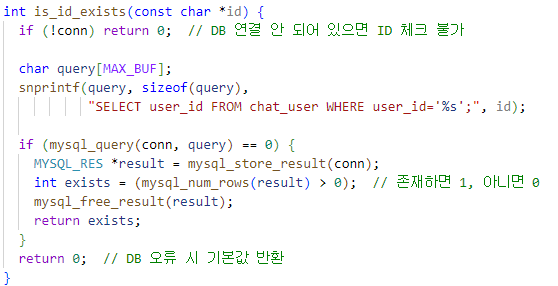 int is_id_exists(const char *id) {
  if (!conn) return 0;  // DB 연결 안 되어 있으면 ID 체크 불가

  char query[MAX_BUF];
  snprintf(query, sizeof(query),
           "SELECT user_id FROM chat_user WHERE user_id='%s';", id);

  if (mysql_query(conn, query) == 0) {
    MYSQL_RES *result = mysql_store_result(conn);
    int exists = (mysql_num_rows(result) > 0);  // 존재하면 1, 아니면 0
    mysql_free_result(result);
    return exists;
  }
  return 0;  // DB 오류 시 기본값 반환
}